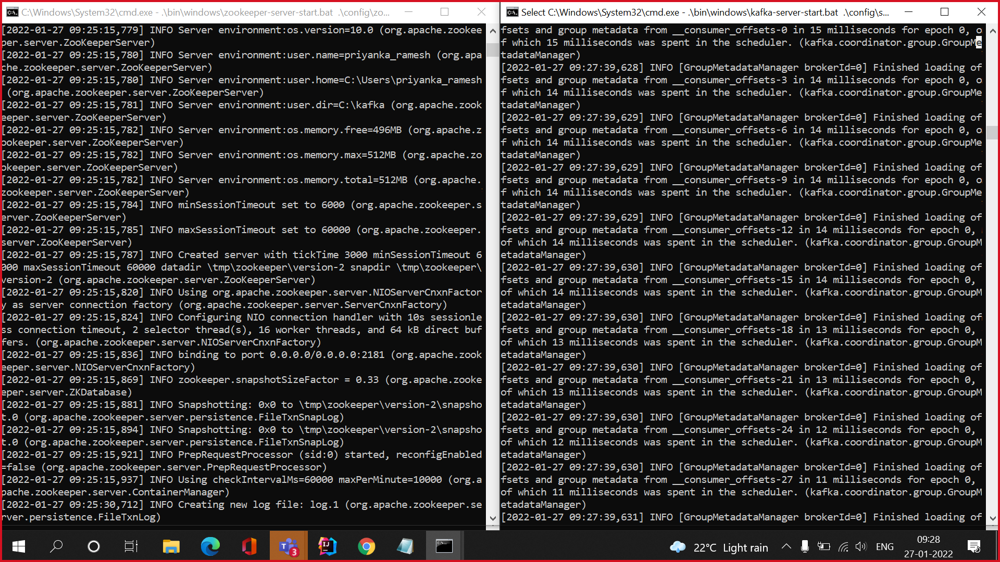 C:\Windows\System32\cmd.exe - .\bin\windows\zookeeper-server-start.bat .\config\zo...
[2022-01-27 09:25:15,779] INFO Server environment:os.version=10.0 (org.apache.zookee
per.server.ZooKeeperServer)
[2022-01-27 09:25:15,780] INFO Server environment:user.name=priyanka_ramesh (org.apa
che.zookeeper.server.ZooKeeperServer)
[2022-01-27 09:25:15,780] INFO Server environment:user.home=C:\Users\priyanka_ramesh
(org.apache.zookeeper.server.ZooKeeperServer)
[2022-01-27 09:25:15,781] INFO Server environment:user.dir=C:\kafka (org.apache.zook
eeper.server.ZooKeeperServer)
[2022-01-27 09:25:15,782] INFO Server environment:os.memory.free=496MB (org.apache.z
ookeeper.server.ZooKeeperServer)
[2022-01-27 09:25:15,782] INFO Server environment:os.memory.max=512MB (org.apache.zo
okeeper.server.ZooKeeperServer)
[2022-01-27 09:25:15,782] INFO Server environment:os.memory.total=512MB (org.apache.
zookeeper.server.ZooKeeperServer)
[2022-01-27 09:25:15,784] INFO minSessionTimeout set to 6000 (org.apache.zookeeper.s
erver.ZooKeeperServer)
[2022-01-27 09:25:15,785] INFO maxSessionTimeout set to 60000 (org.apache.zookeeper.
server.ZooKeeperServer)
[2022-01-27 09:25:15,787] INFO Created server with tickTime 3000 minSessionTimeout 6
000 maxSessionTimeout 60000 datadir \tmp\zookeeper\version-2 snapdir \tmp\zookeeper\
version-2 (org.apache.zookeeper.server.ZooKeeperServer)
[2022-01-27 09:25:15,820] INFO Using org.apache.zookeeper.server.NIOServerCnxnFactor
y as server connection factory (org.apache.zookeeper.server.ServerCnxnFactory)
[2022-01-27 09:25:15,824] INFO Configuring NIO connection handler with 10s sessionle
ss connection timeout, 2 selector thread(s), 16 worker threads, and 64 kB direct buf
fers. (org.apache.zookeeper.server.NIOServerCnxnFactory)
[2022-01-27 09:25:15,836] INFO binding to port 0.0.0.0/0.0.0.0:2181 (org.apache.zook
eeper.server.NIOServerCnxnFactory)
[2022-01-27 09:25:15,869] INFO zookeeper.snapshotSizeFactor = 0.33 (org.apache.zooke
eper.server.ZKDatabase)
[2022-01-27 09:25:15,881] INFO Snapshotting: 0x0 to \tmp\zookeeper\version-2\snapsho
t.0 (org.apache.zookeeper.server.persistence.FileTxnSnapLog)
[2022-01-27 09:25:15,894] INFO Snapshotting: 0x0 to \tmp\zookeeper\version-2\snapsho
t.0 (org.apache.zookeeper.server.persistence.FileTxnSnapLog)
[2022-01-27 09:25:15,921] INFO PrepRequestProcessor (sid:0) started, reconfigEnabled
=false (org.apache.zookeeper.server.PrepRequestProcessor)
[2022-01-27 09:25:15,937] INFO Using checkIntervalMs=60000 maxPerMinute=10000 (org.a
pache.zookeeper.server.ContainerManager)
[2022-01-27 09:25:30,712] INFO Creating new log file: log.1 (org.apache.zookeeper.se
rver.persistence.FileTxnLog)
Select C:\Windows\System32\cmd.exe - .\bin\windows\kafka-server-start.bat .\config\s...
fsets and group metadata from __consumer_offsets-0 in 15 milliseconds for epoch 0, o
f which 15 milliseconds was spent in the scheduler. (kafka.coordinator.group.GroupMe
tadataManager)
[2022-01-27 09:27:39,628] INFO [GroupMetadataManager brokerId=0] Finished loading of
fsets and group metadata from __consumer_offsets-3 in 14 milliseconds for epoch 0, o
f which 14 milliseconds was spent in the scheduler. (kafka.coordinator.group.GroupMe
tadataManager)
[2022-01-27 09:27:39,629] INFO [GroupMetadataManager brokerId=0] Finished loading of
fsets and group metadata from __consumer_offsets-6 in 14 milliseconds for epoch 0, o
f which 14 milliseconds was spent in the scheduler. (kafka.coordinator.group.GroupMe
tadataManager)
[2022-01-27 09:27:39,629] INFO [GroupMetadataManager brokerId=0] Finished loading of
fsets and group metadata from __consumer_offsets-9 in 14 milliseconds for epoch 0, o
f which 14 milliseconds was spent in the scheduler. (kafka.coordinator.group.GroupMe
tadataManager)
[2022-01-27 09:27:39,629] INFO [GroupMetadataManager brokerId=0] Finished loading of
fsets and group metadata from __consumer_offsets-12 in 14 milliseconds for epoch 0,
of which 14 milliseconds was spent in the scheduler. (kafka.coordinator.group.GroupM
etadataManager)
[2022-01-27 09:27:39,630] INFO [GroupMetadataManager brokerId=0] Finished loading of
fsets and group metadata from __consumer_offsets-15 in 14 milliseconds for epoch 0,
of which 14 milliseconds was spent in the scheduler. (kafka.coordinator.group.GroupM
etadataManager)
[2022-01-27 09:27:39,630] INFO [GroupMetadataManager brokerId=0] Finished loading of
fsets and group metadata from __consumer_offsets-18 in 13 milliseconds for epoch 0,
of which 13 milliseconds was spent in the scheduler. (kafka.coordinator.group.GroupM
etadataManager)
[2022-01-27 09:27:39,630] INFO [GroupMetadataManager brokerId=0] Finished loading of
fsets and group metadata from __consumer_offsets-21 in 13 milliseconds for epoch 0,
of which 13 milliseconds was spent in the scheduler. (kafka.coordinator.group.GroupM
etadataManager)
[2022-01-27 09:27:39,630] INFO [GroupMetadataManager brokerId=0] Finished loading of
fsets and group metadata from __consumer_offsets-24 in 12 milliseconds for epoch 0,
of which 12 milliseconds was spent in the scheduler. (kafka.coordinator.group.GroupM
etadataManager)
[2022-01-27 09:27:39,630] INFO [GroupMetadataManager brokerId=0] Finished loading of
fsets and group metadata from __consumer_offsets-27 in 11 milliseconds for epoch 0,
of which 11 milliseconds was spent in the scheduler. (kafka.coordinator.group.GroupM
etadataManager)
[2022-01-27 09:27:39,631] INFO [GroupMetadataManager brokerId=0] Finished loading of
3
22°C Light rain
ENG
09:28
27-01-2022